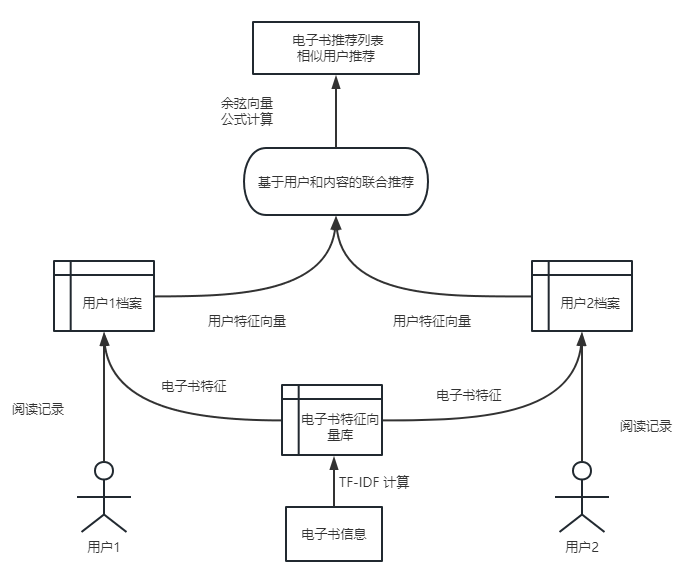 电子书推荐列表
相似用户推荐
余弦向量
公式计算
基于用户和内容的联合推荐
用户1档案
用户2档案
用户特征向量
用户特征向量
电子书特征
电子书特征
阅读记录
电子书特征向
量库
阅读记录
TF-IDF 计算
电子书信息
用户1
用户2